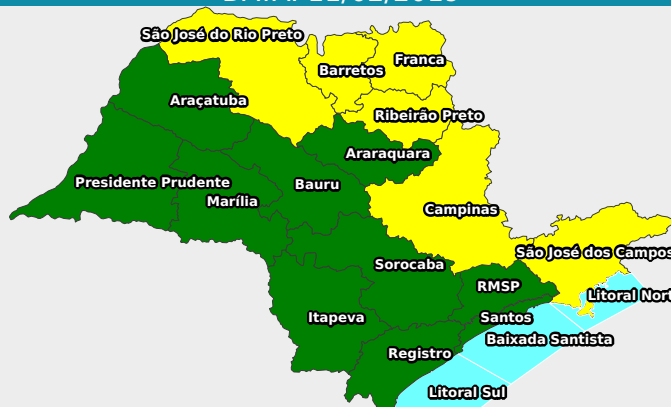 São José do Rio Preto
Franca
Barretos
Araçatuba
Ribeirão Preto
Araraquara
Presidente Prudente
Bauru
Marília
Campinas
São José dos Campos
Sorocaba
RMSP
Litoral Nort
Itapeva
Santos
Baixada Santista
Registro
Litoral Sul